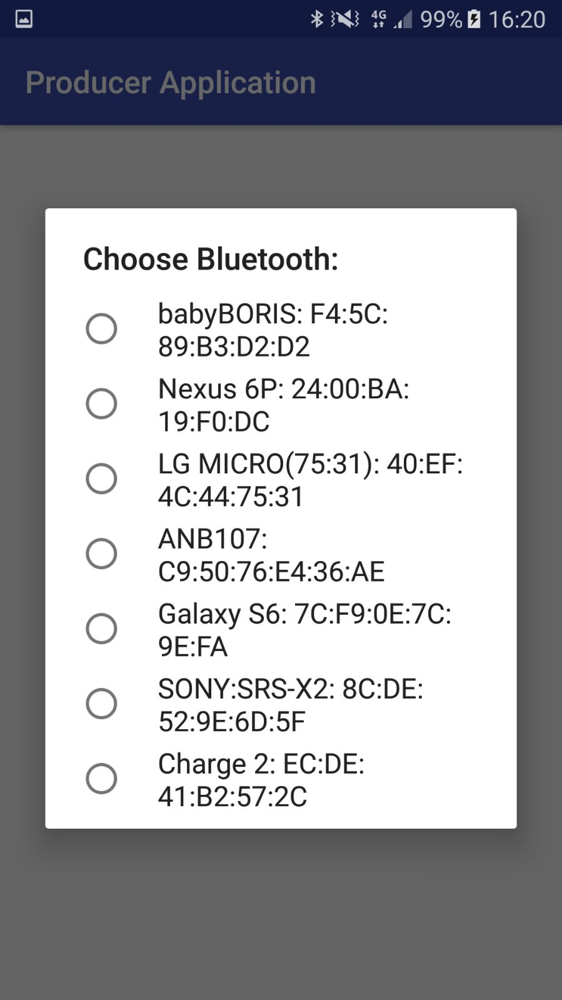 4G 99% 16:20
Producer Application
Choose Bluetooth:
babyBORIS: F4:5C:
89:B3:D2:D2
Nexus 6P: 24:00:BA:
19:F0:DC
LG MICRO(75:31): 40:EF:
4C:44:75:31
ANB107:
C9:50:76:E4:36:AE
Galaxy S6: 7C:F9:0E:7C:
9E:FA
SONY:SRS-X2: 8C:DE:
52:9E:6D:5F
Charge 2: EC:DE:
41:B2:57:2C